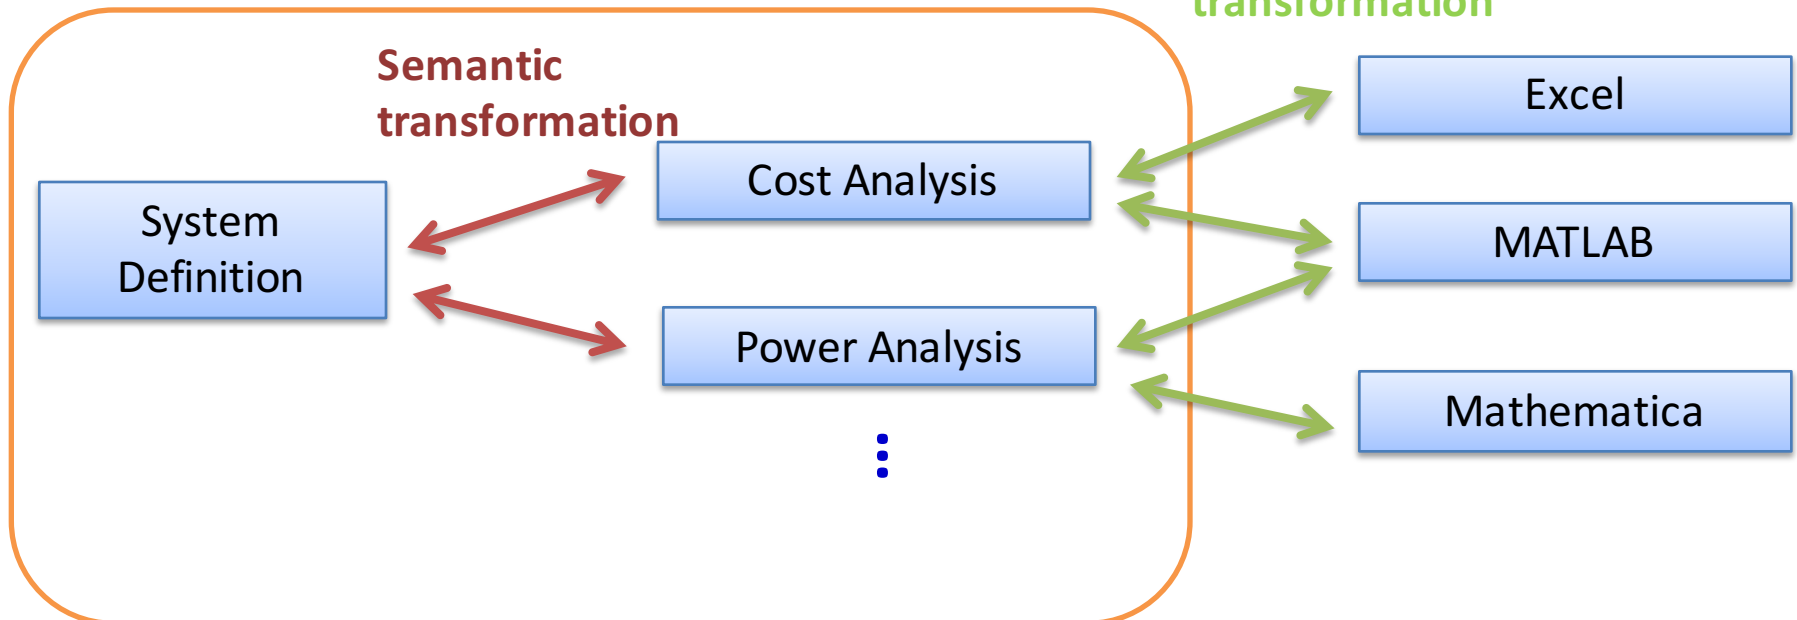 transformation
Semantic
transformation
Excel
Cost Analysis
System
Definition
MATLAB
Power Analysis
Mathematica